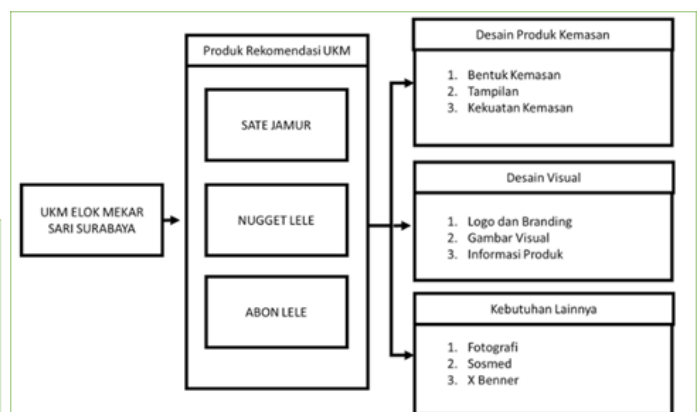 UKM ELOK MEKAR
SARI SURABAYA
Produk Rekomendasi UKM
SATE JAMUR
NUGGET LELE
ABON LELE
Desain Produk Kemasan
1. Bentuk Kemasan
2. Tampilan
3. Kekuatan Kemasan
Desain Visual
1. Logo dan Branding
2. Gambar Visual
3. Informasi Produk
Kebutuhan Lainnya
1. Fotografi
2. Sosmed
3. X Benner